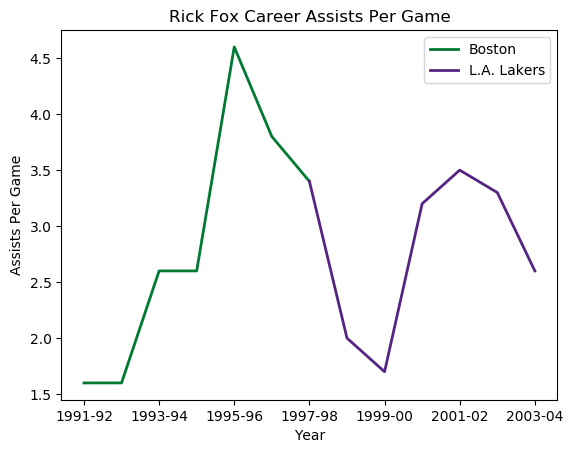 Rick Fox Career Assists Per Game
Boston
L.A. Lakers
Assists Per Game
4.5
4.0
3.5
3.0
2.5
2.0
1.5
1991-92 1993-94 1995-96 1997-98 1999-00 2001-02 2003-04
Year